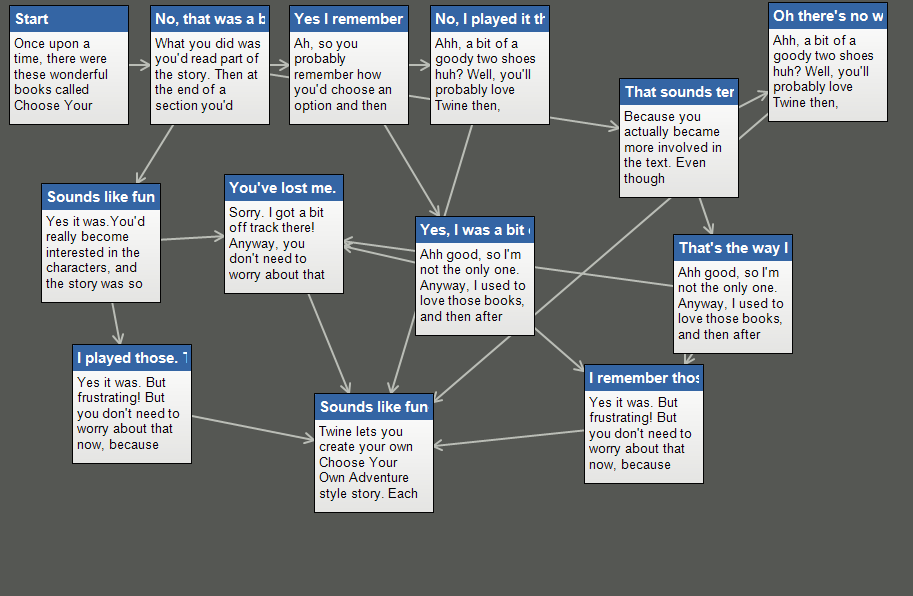 Start
Once upon a
time, there were
these wonderful
books called
Choose Your
No, that was a b
What you did was
you'd read part of
the story. Then at
the end of a
section you'd
Yes I remember
Ah, so you
probably
remember how
you'd choose an
option and then
No, I played it th
Ahh, a bit of a
goody two shoes
huh? Well, you'll
probably love
Twine then,
Oh there's no w
Ahh, a bit of a
goody two shoes
huh? Well, you'll
probably love
Twine then,
That sounds ter
Because you
actually became
more involved in
the text. Even
though
Sounds like fun
Yes it was.You'd
really become
interested in the
characters, and
the story was so
You've lost me.
Sorry. I got a bit
off track there!
Anyway, you
don't need to
worry about that
Yes, I was a bit
Ahh good, so I'm
not the only one.
Anyway, I used to
love those books,
and then after
That's the way I
Ahh good, so I'm
not the only one.
Anyway, I used to
love those books,
and then after
I played those. T
Yes it was. But
frustrating! But
you don't need to
worry about that
now, because
Sounds like fun
Twine lets you
create your own
Choose Your
Own Adventure
style story. Each
I remember thos
Yes it was. But
frustrating! But
you don't need to
worry about that
now, because